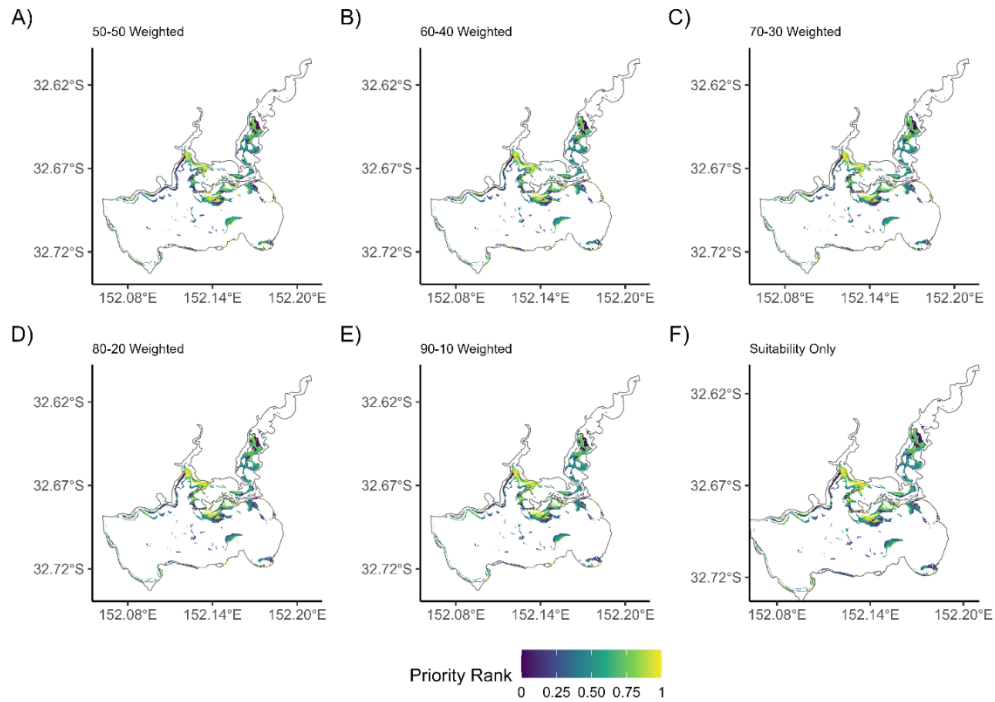 A)
50-50 Weighted
B)
60-40 Weighted
C)
70-30 Weighted
32.62°S
32.67°S
32.72°S
152.08°E 152.14°E 152.20°E
32.62°S
32.67°S
32.72°S
152.08°E 152.14°E 152.20°E
32.62°S
32.67°S
32.72°S
152.08°E 152.14°E 152.20°E
D)
80-20 Weighted
E)
90-10 Weighted
F)
Suitability Only
32.62°S
32.67°S
32.72°S
152.08°E 152.14°E 152.20°E
32.62°S
32.67°S
32.72°S
152.08°E 152.14°E 152.20°E
32.62°S
32.67°S
32.72°S
152.08°E 152.14°E 152.20°E
Priority Rank
0 0.25 0.50 0.75 1